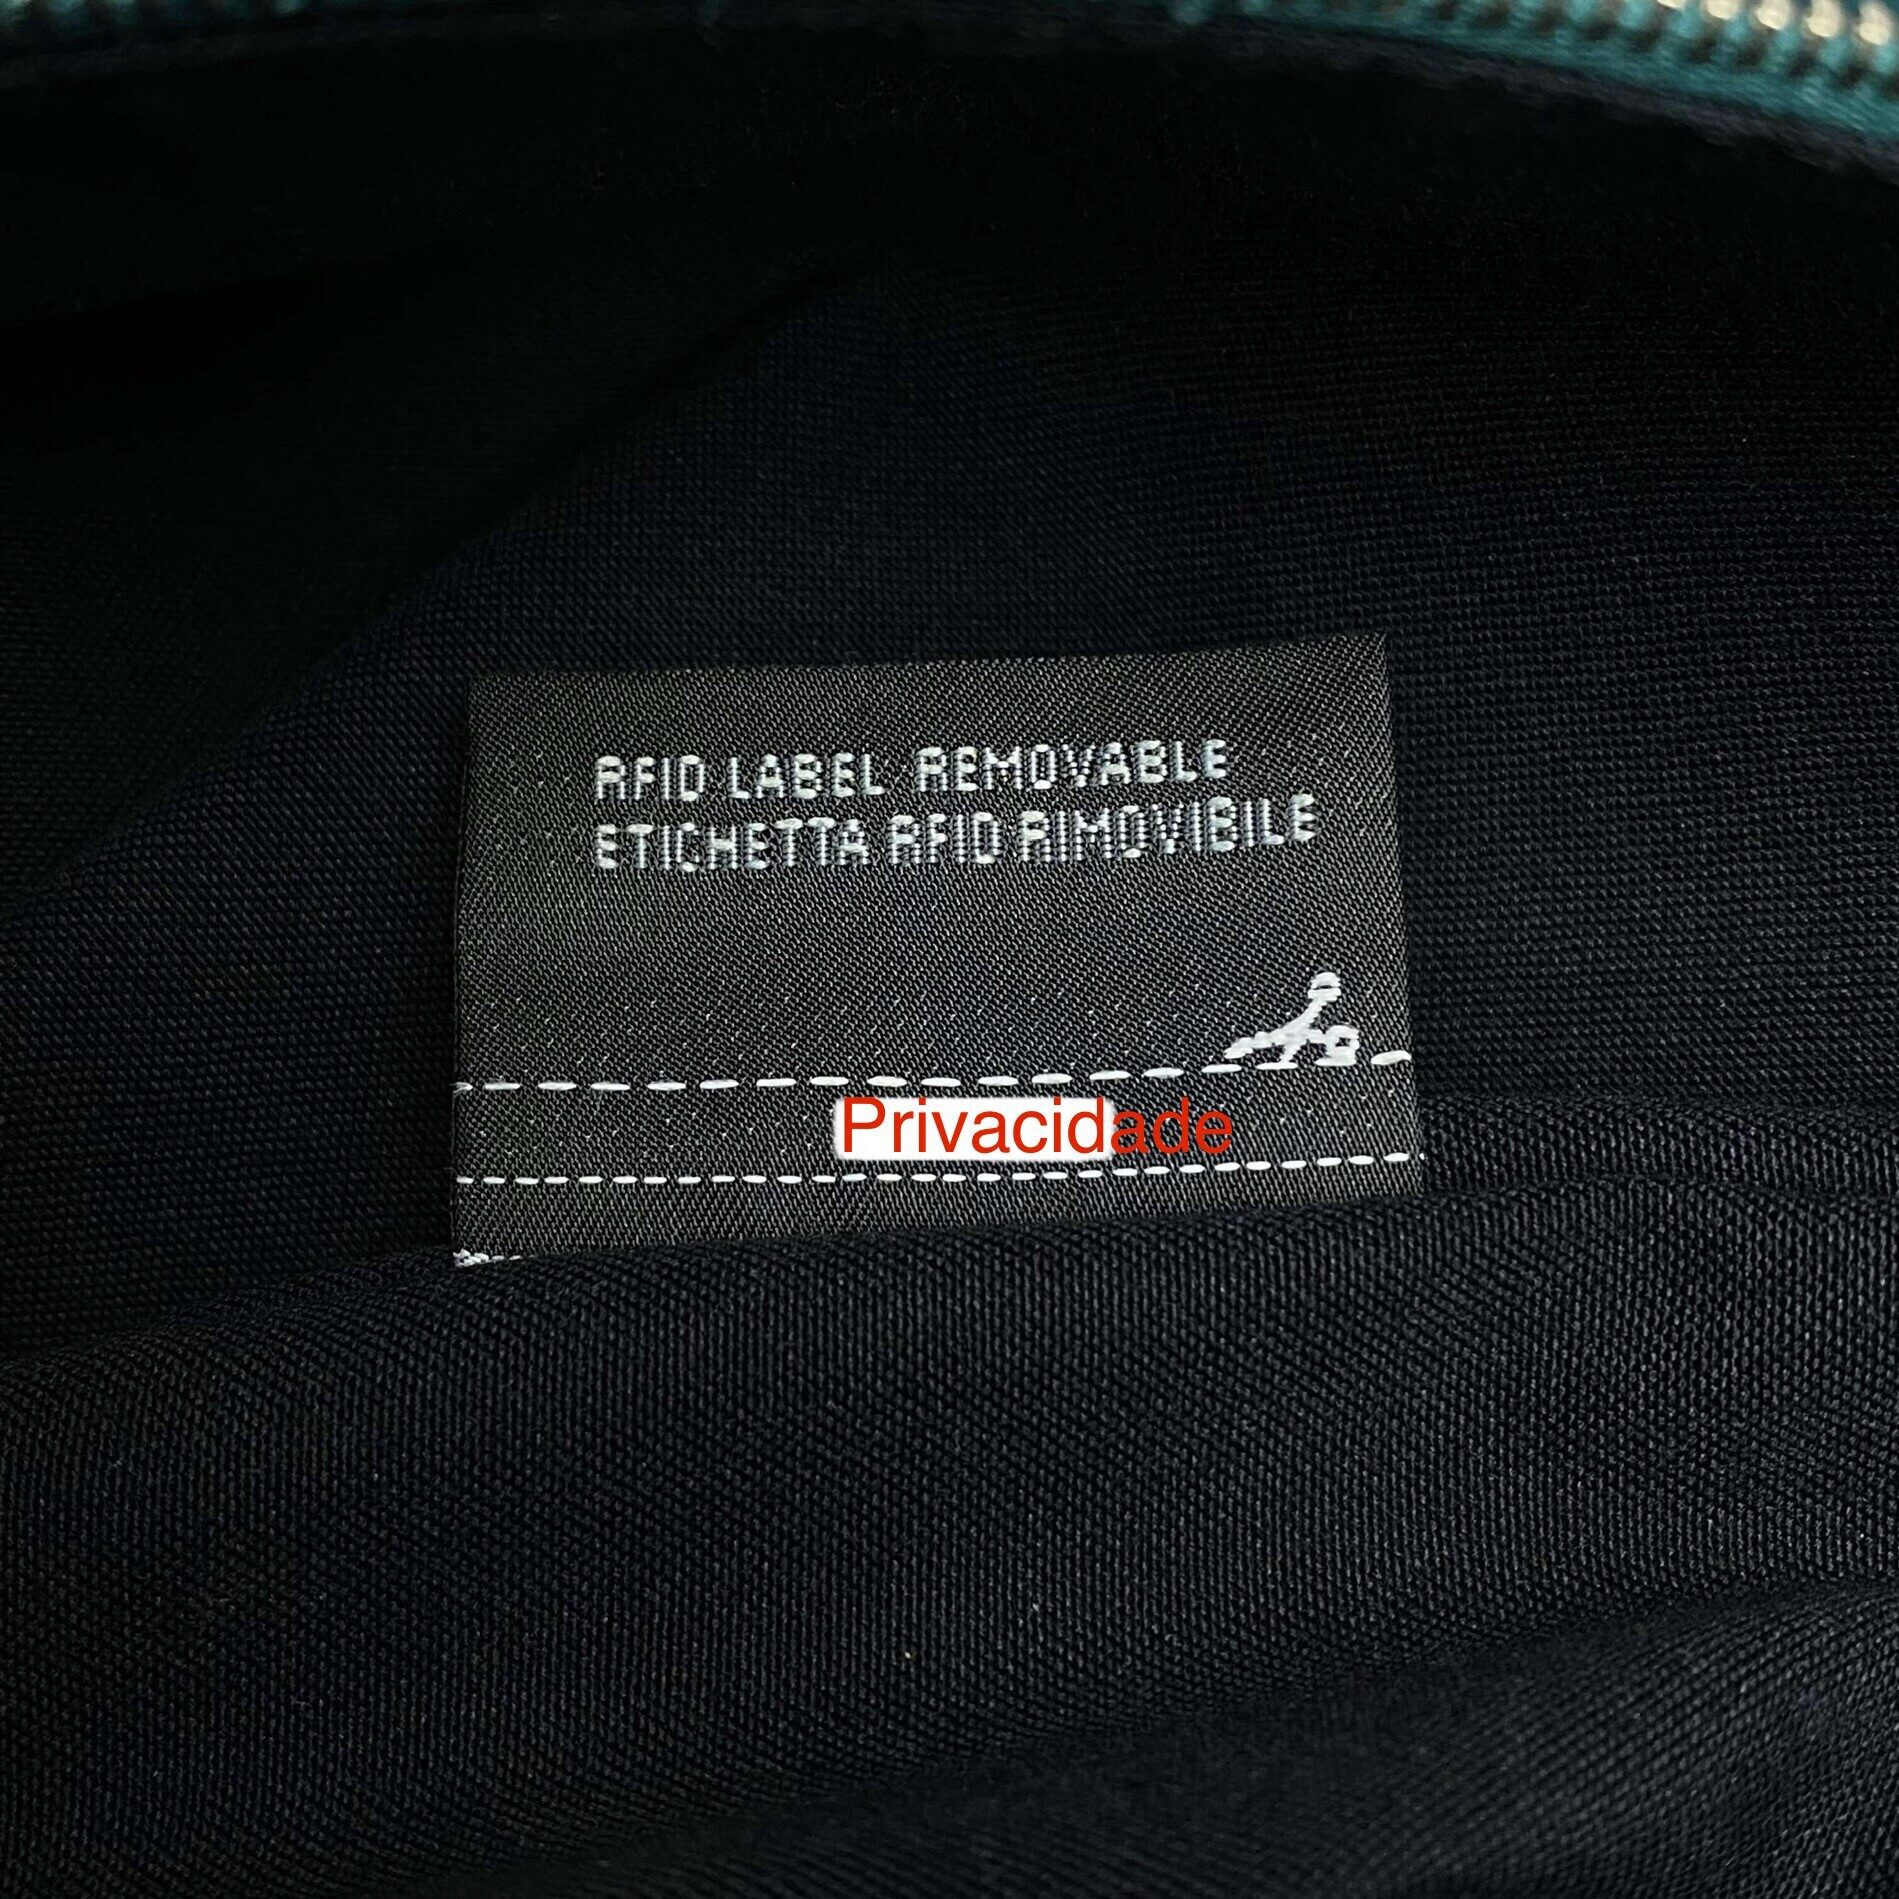 RFID LABEL REMOVABLE
ETICHETTA RFID RIMOVIBILE
Privacidade